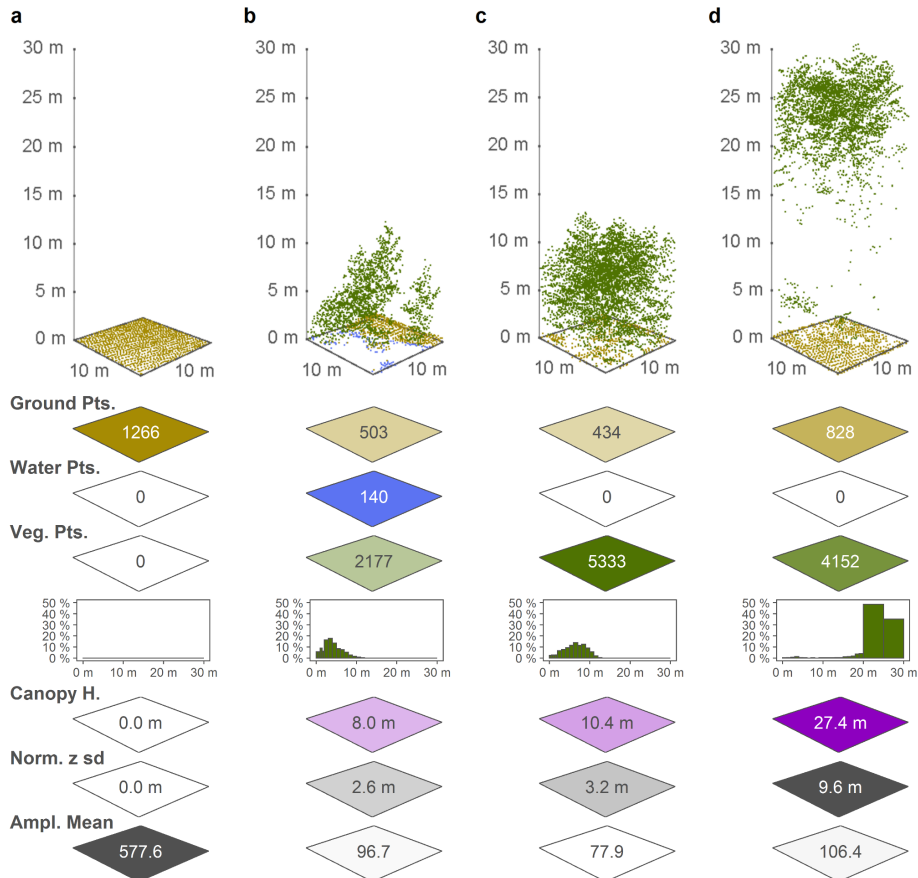 a b c d
30 m 30 m 30 m 30 m
25 m 25 m 25 m 25 m
20 m 20 m 20 m 20 m
15 m 15 m 15 m 15 m
10 m 10 m 10 m 10 m
5 m 5 m 5 m 5 m
0 m 0 m 0 m 0 m
10 m 10 m 10 m 10 m 10 m 10 m 10 m 10 m
Ground Pts.
1266 503 434 828
Water Pts.
0 140 0 0
Veg. Pts.
0 2177 5333 4152
50 % 50 % 50 % 50 %
40 % 40 % 40 % 40 %
30 % 30 % 30 % 30 %
20 % 20 % 20 % 20 %
10 % 10 % 10 % 10 %
0 % 0 % 0 % 0 %
0 m 10 m 20 m 30 m 0 m 10 m 20 m 30 m 0 m 10 m 20 m 30 m 0 m 10 m 20 m 30 m
Canopy H.
0.0 m 8.0 m 10.4 m 27.4 m
Norm. z sd
0.0 m 2.6 m 3.2 m 9.6 m
Ampl. Mean
577.6 96.7 77.9 106.4